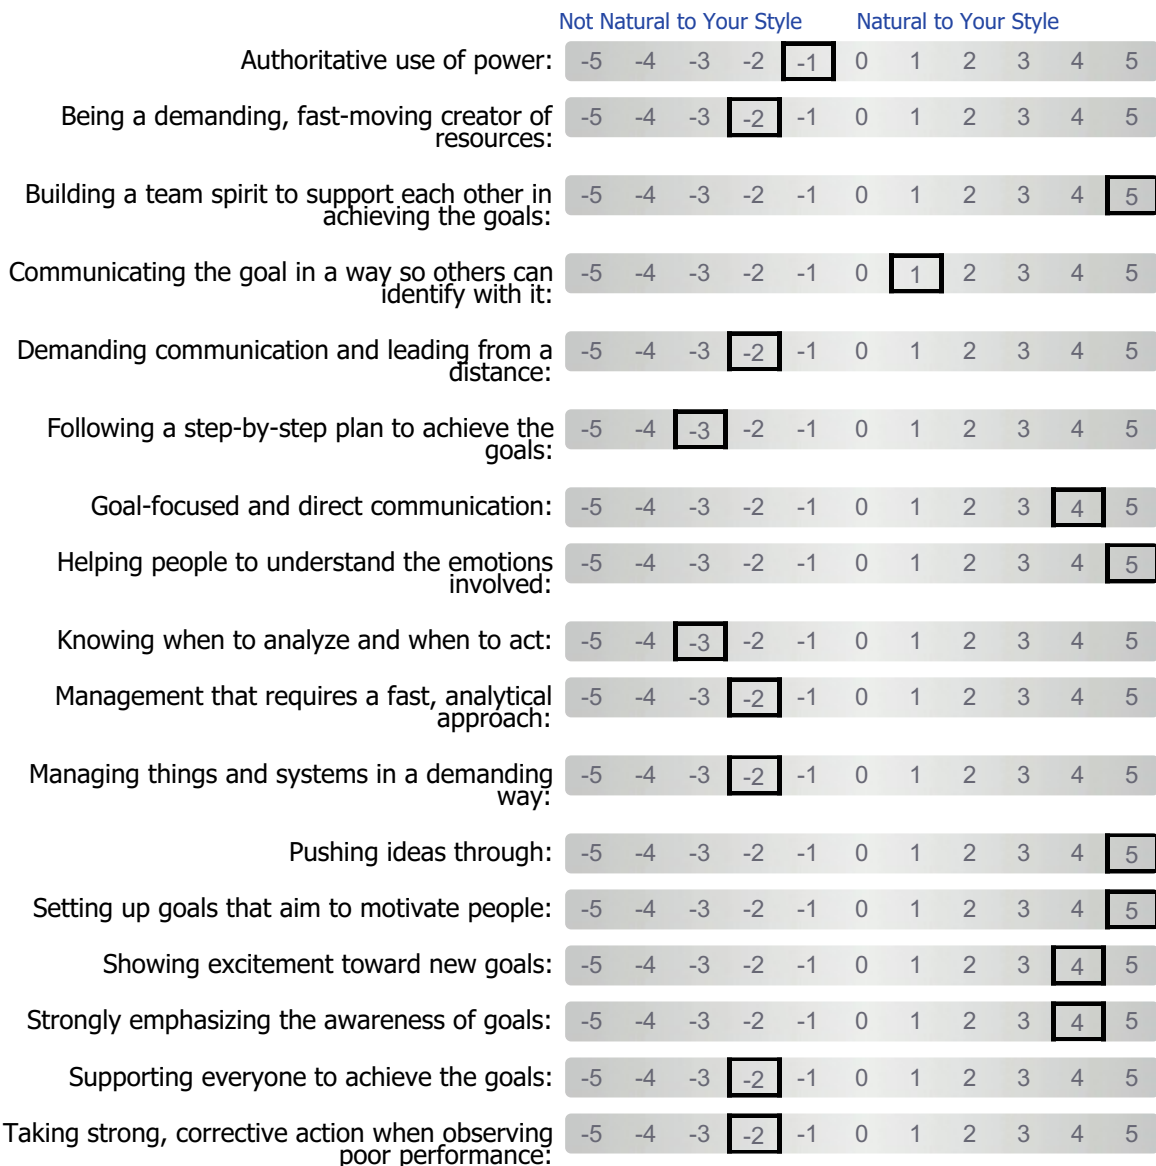 Not Natural to Your Style Natural to Your Style
Authoritative use of power: -5 -4 -3 -2 -1 0 1 2 3 4 5
Being a demanding, fast-moving creator of
resources: -5 -4 -3 -2 -1 0 1 2 3 4 5
Building a team spirit to support each other in
achieving the goals: -5 -4 -3 -2 -1 0 1 2 3 4 5
Communicating the goal in a way so others can
identify with it: -5 -4 -3 -2 -1 0 1 2 3 4 5
Demanding communication and leading from a
distance: -5 -4 -3 -2 -1 0 1 2 3 4 5
Following a step-by-step plan to achieve the
goals: -5 -4 -3 -2 -1 0 1 2 3 4 5
Goal-focused and direct communication: -5 -4 -3 -2 -1 0 1 2 3 4 5
Helping people to understand the emotions
involved: -5 -4 -3 -2 -1 0 1 2 3 4 5
Knowing when to analyze and when to act: -5 -4 -3 -2 -1 0 1 2 3 4 5
Management that requires a fast, analytical
approach: -5 -4 -3 -2 -1 0 1 2 3 4 5
Managing things and systems in a demanding
way: -5 -4 -3 -2 -1 0 1 2 3 4 5
Pushing ideas through: -5 -4 -3 -2 -1 0 1 2 3 4 5
Setting up goals that aim to motivate people: -5 -4 -3 -2 -1 0 1 2 3 4 5
Showing excitement toward new goals: -5 -4 -3 -2 -1 0 1 2 3 4 5
Strongly emphasizing the awareness of goals: -5 -4 -3 -2 -1 0 1 2 3 4 5
Supporting everyone to achieve the goals: -5 -4 -3 -2 -1 0 1 2 3 4 5
Taking strong, corrective action when observing
poor performance: -5 -4 -3 -2 -1 0 1 2 3 4 5